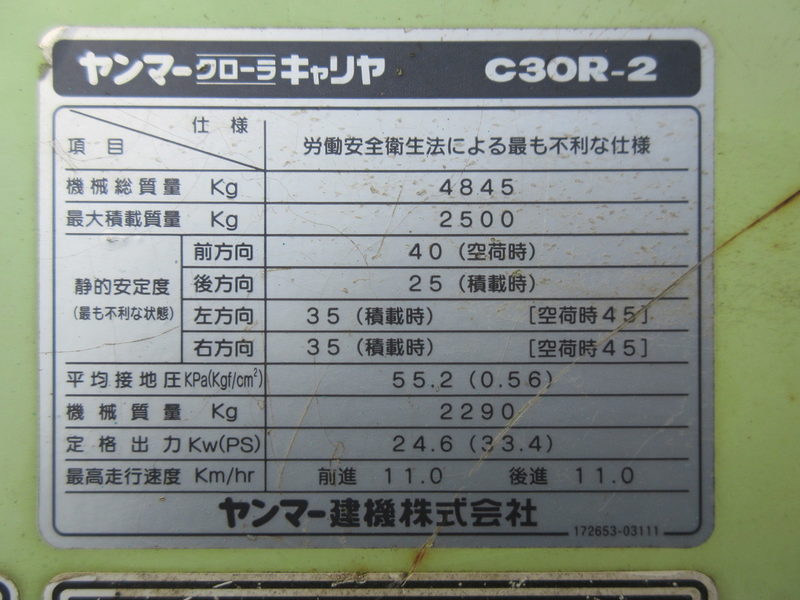 ヤンマークローラキャリヤ C30R-2
仕様
項目 労働安全衛生法による最も不利な仕様
機械総質量 Kg 4845
最大積載質量 Kg 2500
静的安定度
(最も不利な状態)
前方向 40 (空荷時)
後方向 25 (積載時)
左方向 35 (積載時) [空荷時45]
右方向 35 (積載時) [空荷時45]
平均接地圧 KPa(Kgf/cm²) 55.2 (0.56)
機械質量 Kg 2290
定格出力 Kw(PS) 24.6 (33.4)
最高走行速度 Km/hr 前進 11.0 後進 11.0
ヤンマー建機株式会社
172653-03111